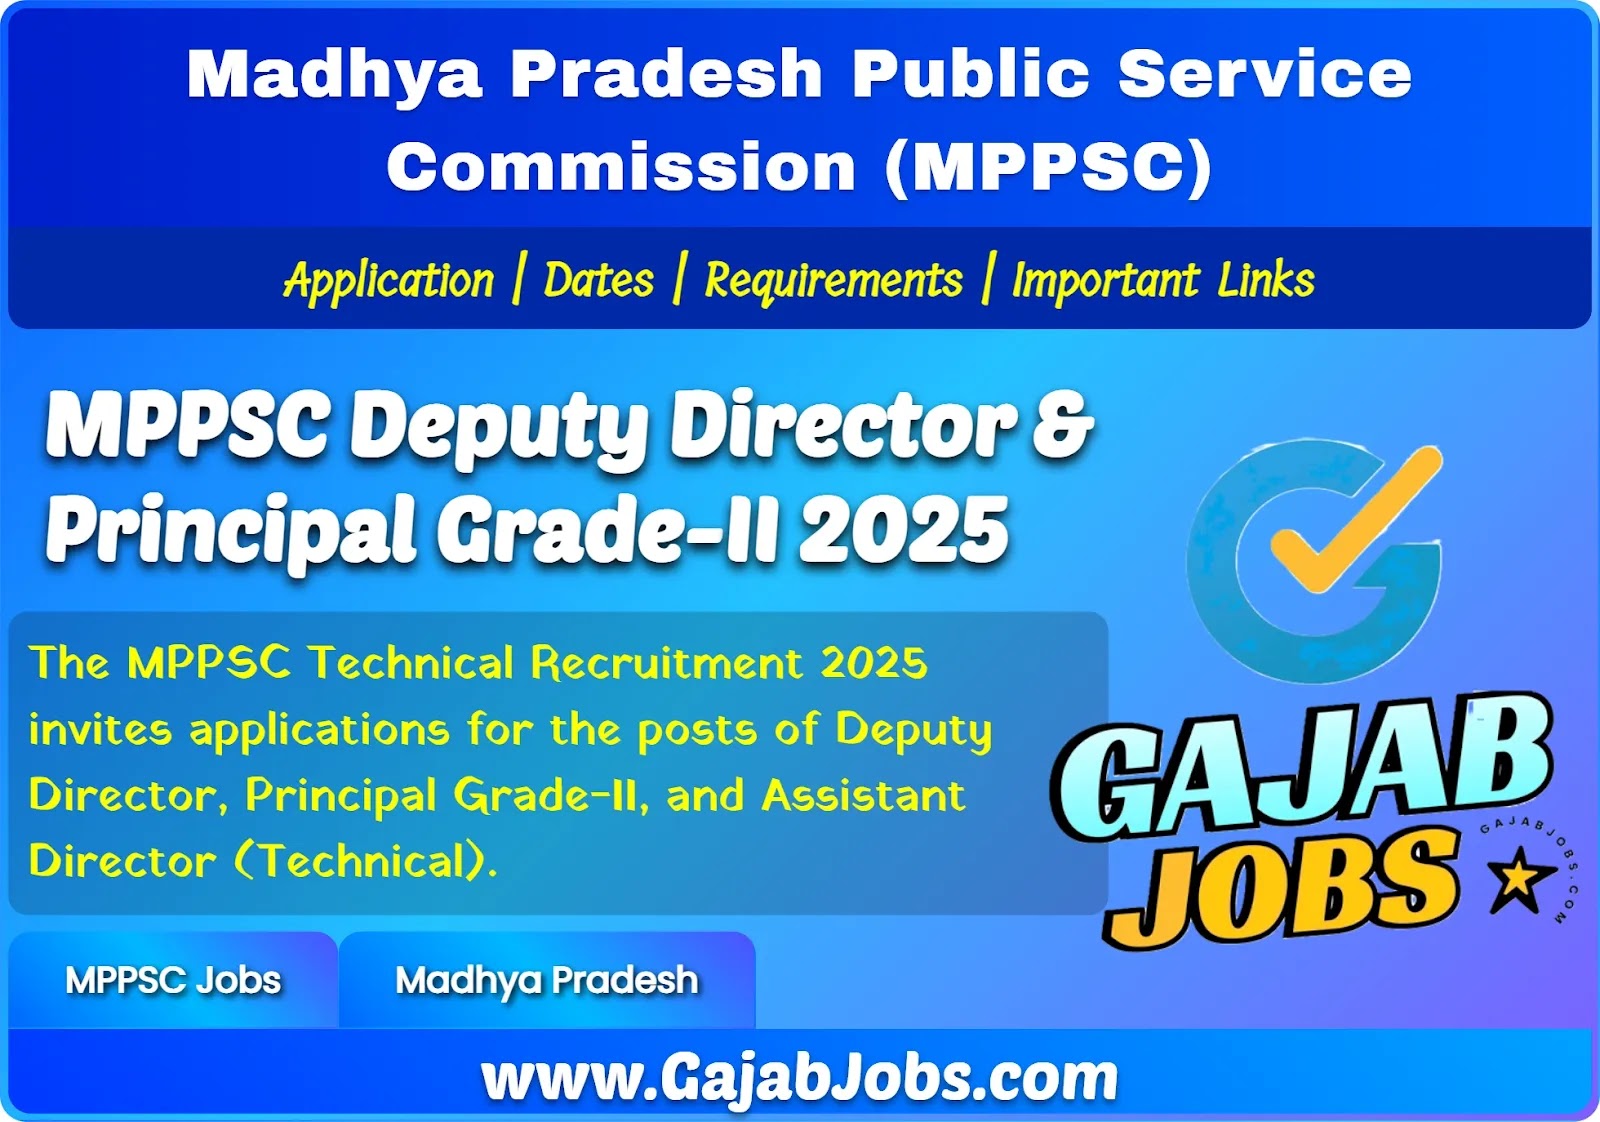 Madhya Pradesh Public Service
Commission (MPPSC)
Application | Dates | Requirements | Important Links
MPPSC Deputy Director &
Principal Grade-II 2025
The MPPSC Technical Recruitment 2025
invites applications for the posts of Deputy
Director, Principal Grade-II, and Assistant
Director (Technical).
GAJAB
JOBS
GAJABJOBS.COM
MPPSC Jobs
Madhya Pradesh
www.GajabJobs.com